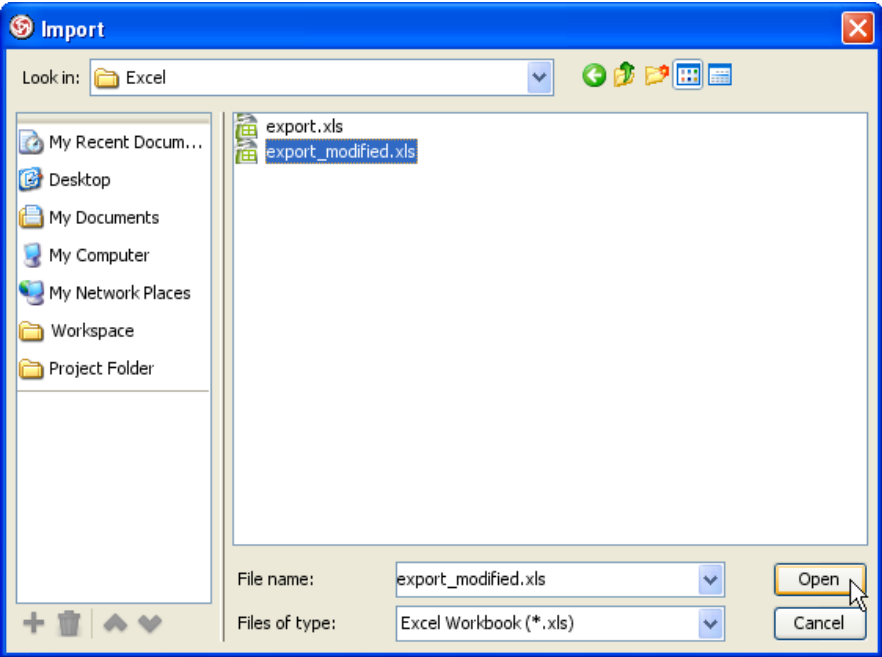 Import
Look in: Excel
My Recent Docum...
Desktop
My Documents
My Computer
My Network Places
Workspace
Project Folder
export.xls
export_modified.xls
File name: export_modified.xls Open
Files of type: Excel Workbook (*.xls) Cancel